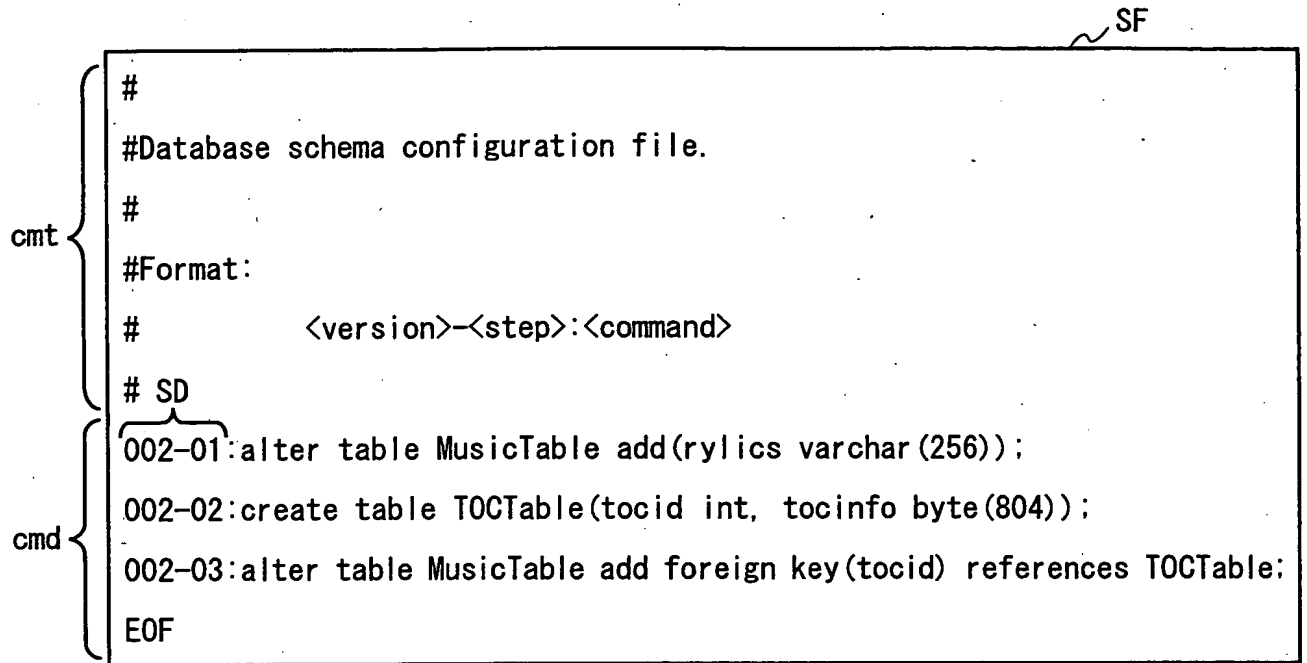 SF
#
#Database schema configuration file.
#
cmt
#Format:
# <version>-<step>:<command>
# SD
002-01:alter table MusicTable add(rylics varchar(256));
002-02:create table TOCTable(tocid int, tocinfo byte(804));
cmd
002-03:alter table MusicTable add foreign key(tocid) references TOCTable;
EOF